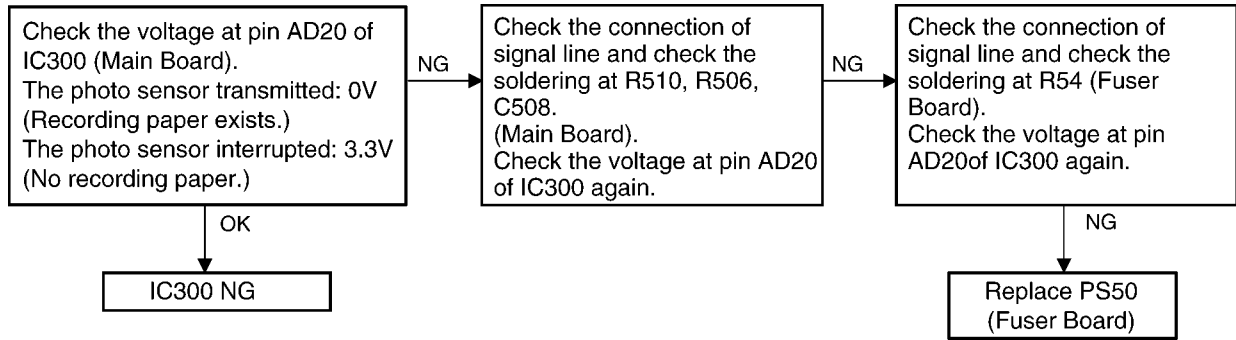 Check the voltage at pin AD20 of
IC300 (Main Board).
The photo sensor transmitted: 0V
(Recording paper exists.)
The photo sensor interrupted: 3.3V
(No recording paper.)
NG
Check the connection of
signal line and check the
soldering at R510, R506,
C508.
(Main Board).
Check the voltage at pin AD20
of IC300 again.
NG
Check the connection of
signal line and check the
soldering at R54 (Fuser
Board).
Check the voltage at pin
AD20of IC300 again.
OK
NG
IC300 NG
Replace PS50
(Fuser Board)